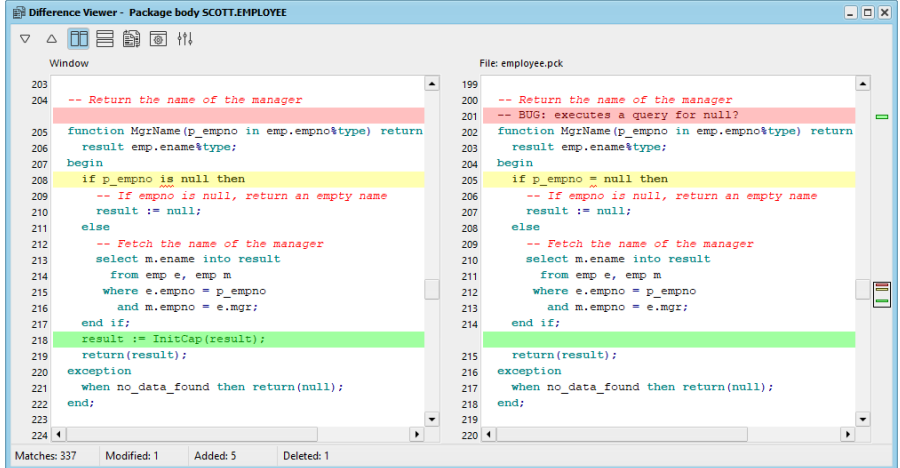 Difference Viewer - Package body SCOTT.EMPLOYEE
Window
203
204 -- Return the name of the manager
205 function MgrName(p_empno in emp.empno%type) return
206 result emp.ename%type;
207 begin
208 if p_empno is null then
209 -- If empno is null, return an empty name
210 result := null;
211 else
212 -- Fetch the name of the manager
213 select m.ename into result
214 from emp e, emp m
215 where e.empno = p_empno
216 and m.empno = e.mgr;
217 end if;
218 result := InitCap(result);
219 return(result);
220 exception
221 when no_data_found then return(null);
222 end;
223
224
File: employee.pck
199
200 -- Return the name of the manager
201 -- BUG: executes a query for null?
202 function MgrName(p_empno in emp.empno%type) return
203 result emp.ename%type;
204 begin
205 if p_empno = null then
206 -- If empno is null, return an empty name
207 result := null;
208 else
209 -- Fetch the name of the manager
210 select m.ename into result
211 from emp e, emp m
212 where e.empno = p_empno
213 and m.empno = e.mgr;
214 end if;
215 return(result);
216 exception
217 when no_data_found then return(null);
218 end;
219
220
Matches: 337 Modified: 1 Added: 5 Deleted: 1